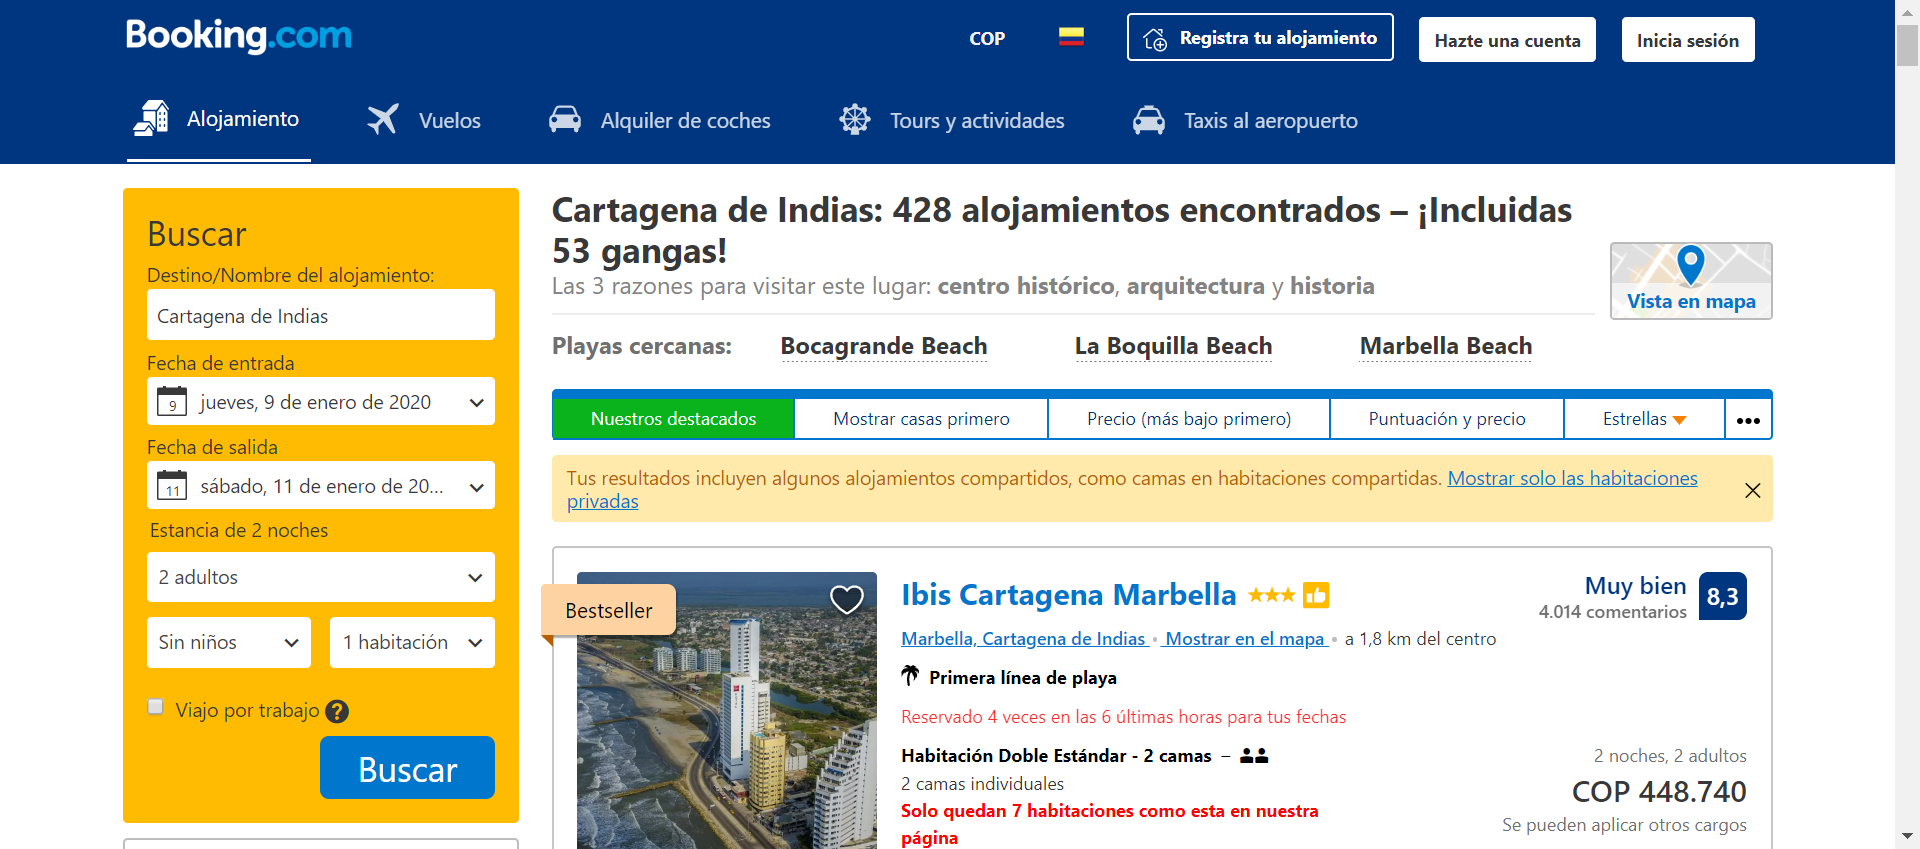 Booking.com
COP
Registra tu alojamiento
Hazte una cuenta
Inicia sesión
Alojamiento
Vuelos
Alquiler de coches
Tours y actividades
Taxis al aeropuerto
Buscar
Destino/Nombre del alojamiento:
Cartagena de Indias
Fecha de entrada
9
jueves, 9 de enero de 2020
Fecha de salida
11
sábado, 11 de enero de 20...
Estancia de 2 noches
2 adultos
Sin niños
1 habitación
Viajo por trabajo ?
Buscar
Cartagena de Indias: 428 alojamientos encontrados – ¡Incluidas
53 gangas!
Las 3 razones para visitar este lugar: centro histórico, arquitectura y historia
Vista en mapa
Playas cercanas:
Bocagrande Beach
La Boquilla Beach
Marbella Beach
Nuestros destacados
Mostrar casas primero
Precio (más bajo primero)
Puntuación y precio
Estrellas
•••
Tus resultados incluyen algunos alojamientos compartidos, como camas en habitaciones compartidas. Mostrar solo las habitaciones
privadas
Bestseller
Ibis Cartagena Marbella
Muy bien
4.014 comentarios
8,3
Marbella, Cartagena de Indias • Mostrar en el mapa • a 1,8 km del centro
Primera línea de playa
Reservado 4 veces en las 6 últimas horas para tus fechas
Habitación Doble Estándar - 2 camas –
2 camas individuales
Solo quedan 7 habitaciones como esta en nuestra
página
2 noches, 2 adultos
COP 448.740
Se pueden aplicar otros cargos